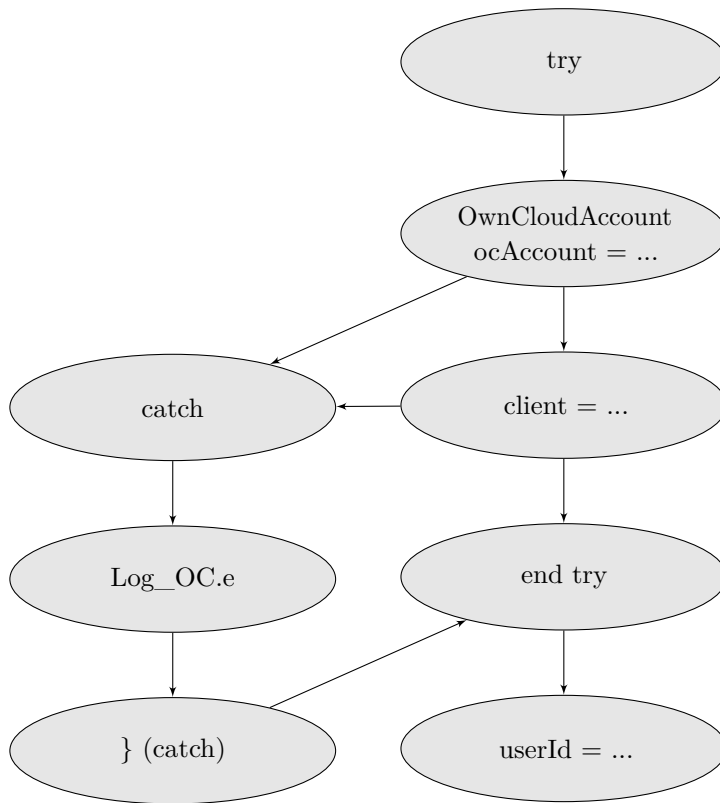 try
OwnCloudAccount
ocAccount = ...
catch
client = ...
Log_OC.e
end try
} (catch)
userId = ...